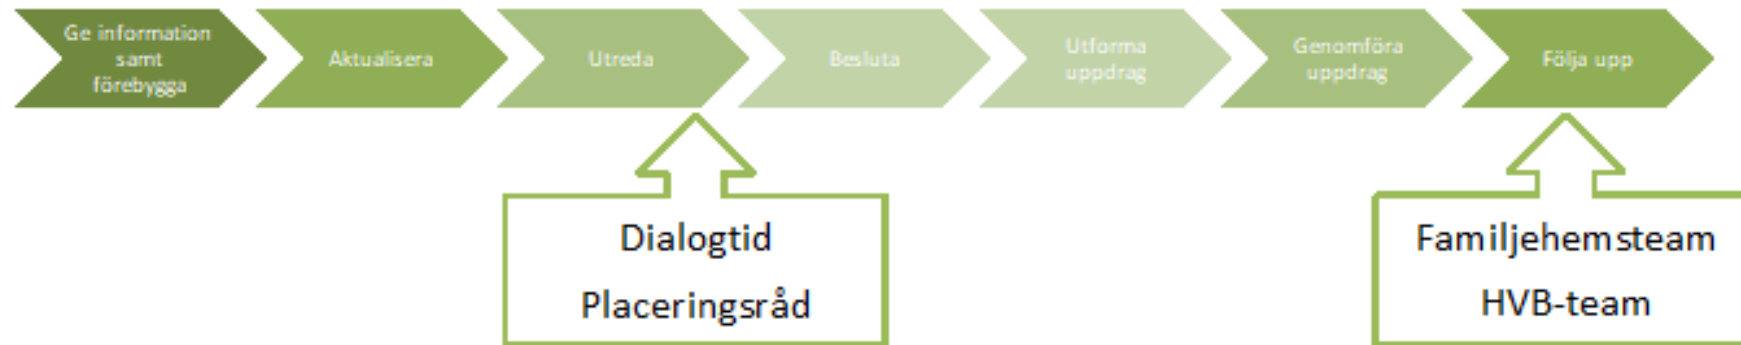 Ge information
samt
förebygga
Aktualisera
Utreda
Besluta
Utforma
uppdrag
Genomföra
uppdrag
Följa upp
Dialogtid
Placeringsråd
Familjehemsteam
HVB-team